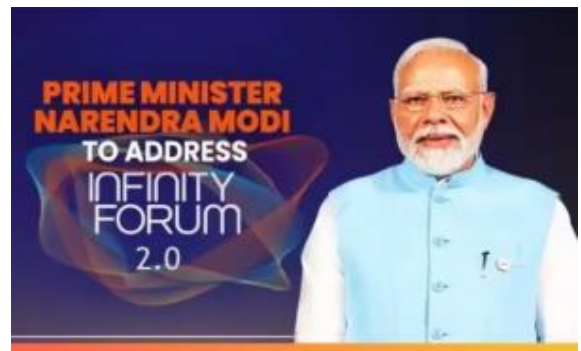 PRIME MINISTER
NARENDRA MODI
TO ADDRESS
INFINITY
FORUM
2.0